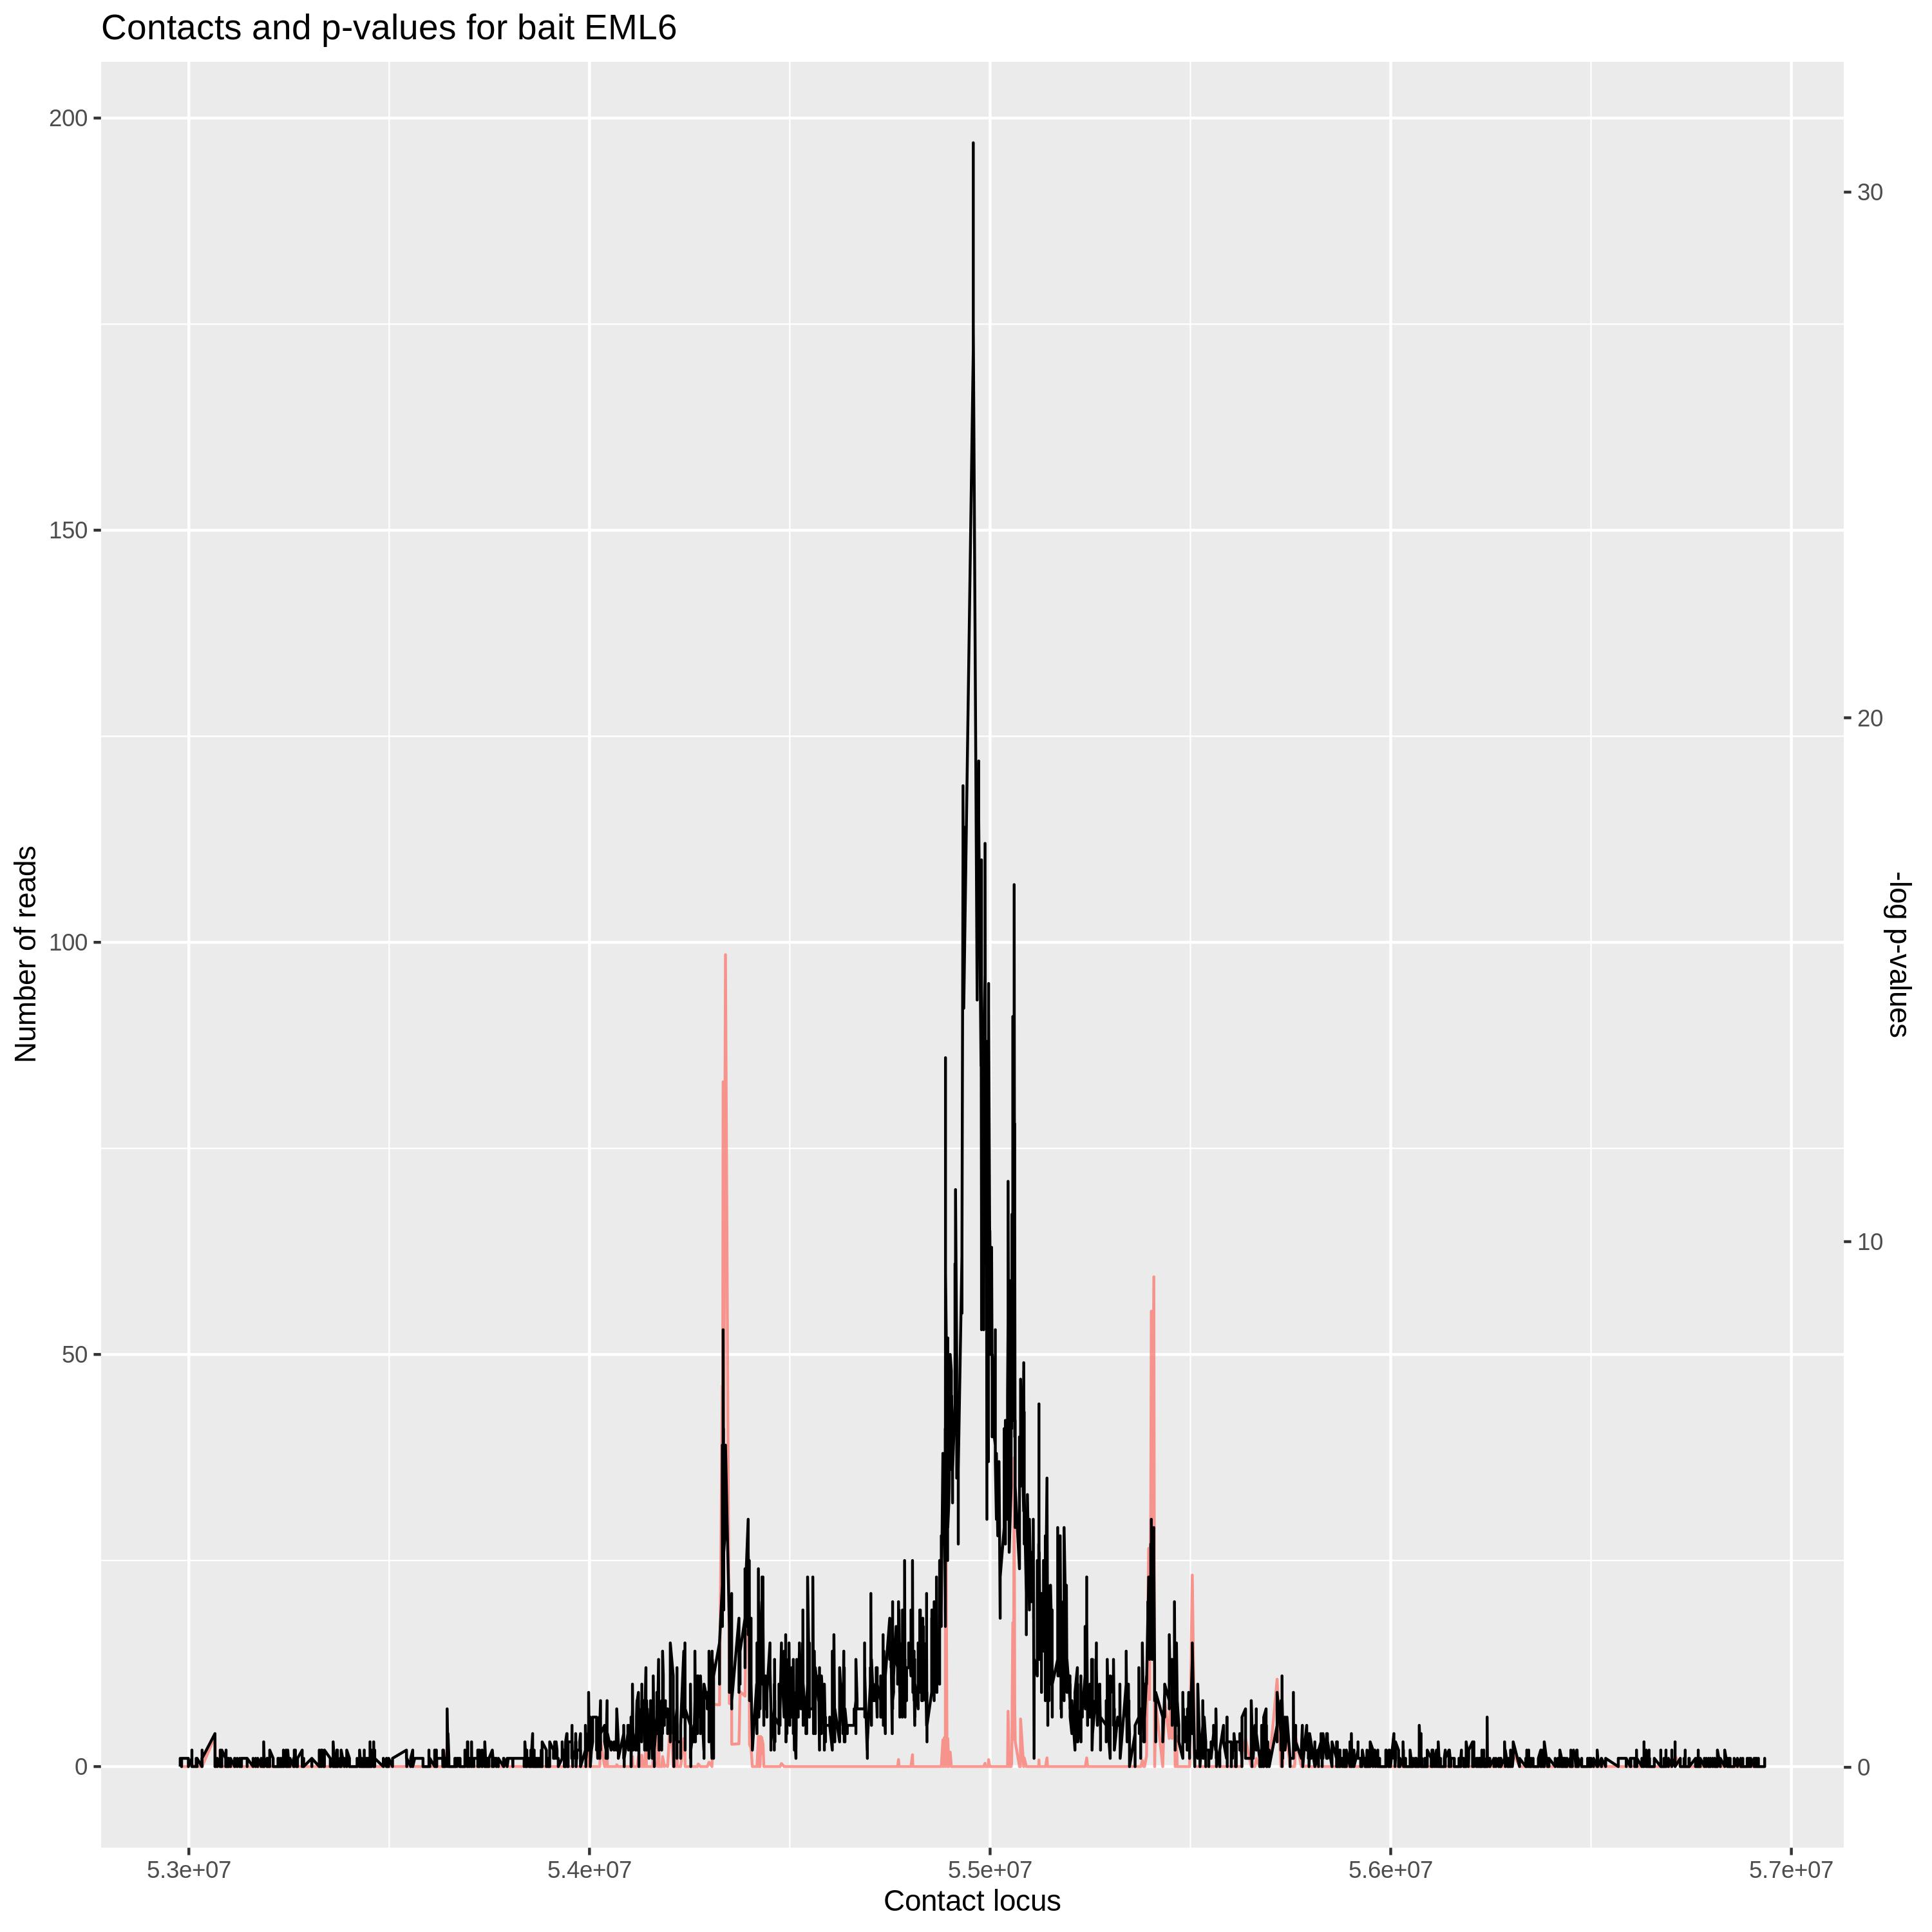 Contacts and p-values for bait EML6
200
150
100
50
0
Number of reads
30
20
10
0
-log p-values
5.3e+07 5.4e+07 5.5e+07 5.6e+07 5.7e+07
Contact locus